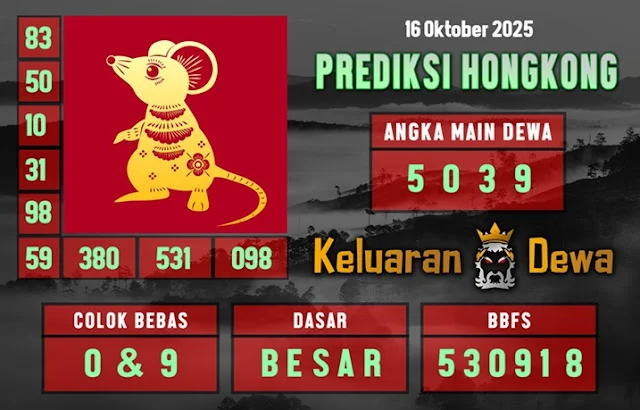 16 Oktober 2025
PREDIKSI HONGKONG
83
50
10
31
98
59 380 531 098
ANGKA MAIN DEWA
5 0 3 9
Keluaran Dewa
COLOK BEBAS
0 & 9
DASAR
BESAR
BBFS
530918